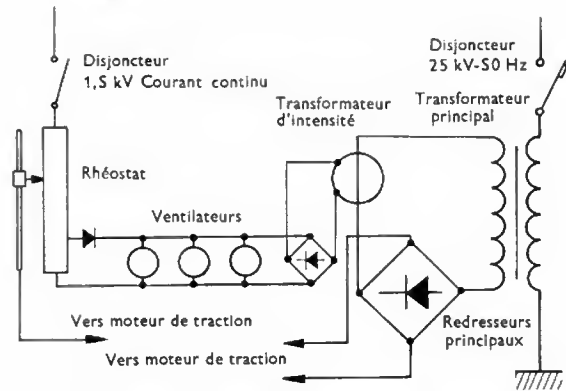 Disjoncteur
1,5 kV Courant continu
Disjoncteur
25 kV-50 Hz
Transformateur
d'intensité
Transformateur
principal
Rhéostat
Ventilateurs
Vers moteur de traction
Vers moteur de traction
Redresseurs
principaux